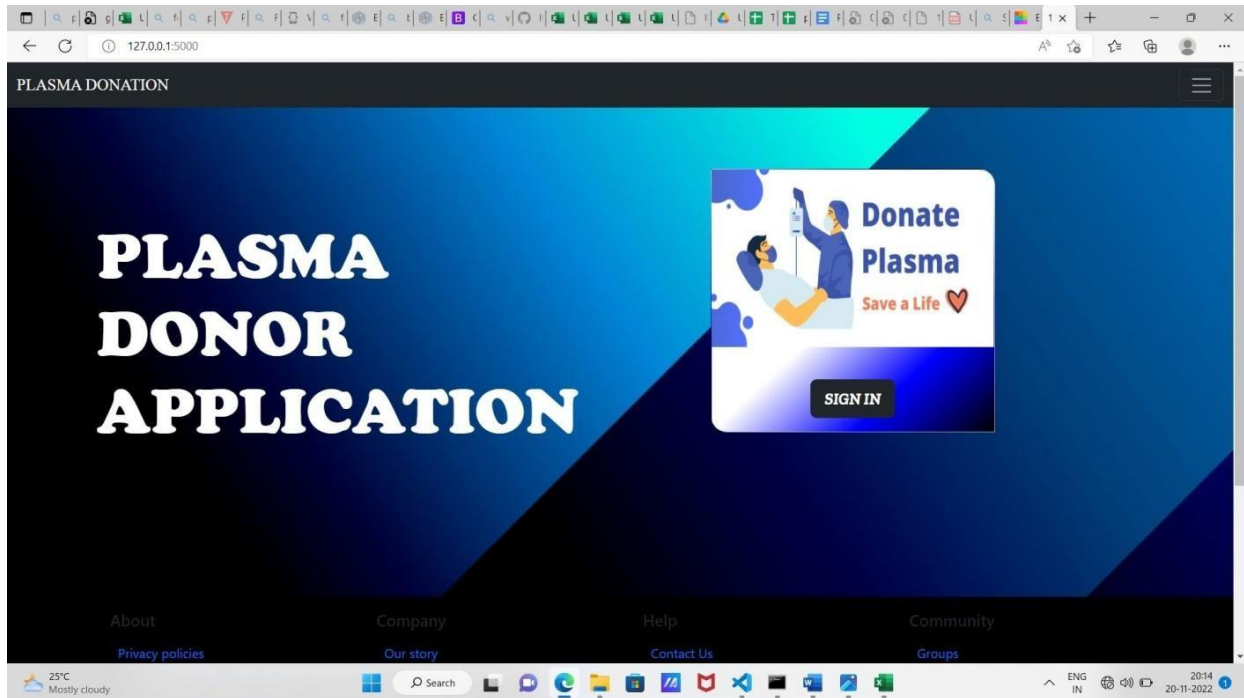 127.0.0.1:5000
PLASMA DONATION
PLASMA
DONOR
APPLICATION
Donate
Plasma
Save a Life
SIGN IN
About
Company
Help
Community
Privacy policies
Our story
Contact Us
Groups
25°C
Mostly cloudy
Search
ENG
IN
20:14
20-11-2022
1